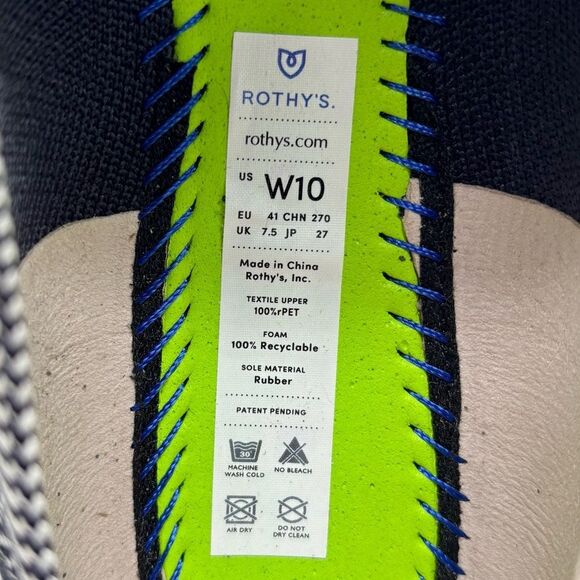 ROTHY'S.
rothys.com
US W10
EU 41 CHN 270
UK 7.5 JP 27
Made in China
Rothy's, Inc.
TEXTILE UPPER
100%rPET
FOAM
100% Recyclable
SOLE MATERIAL
Rubber
PATENT PENDING
30°
MACHINE WASH COLD
NO BLEACH
AIR DRY
DO NOT DRY CLEAN